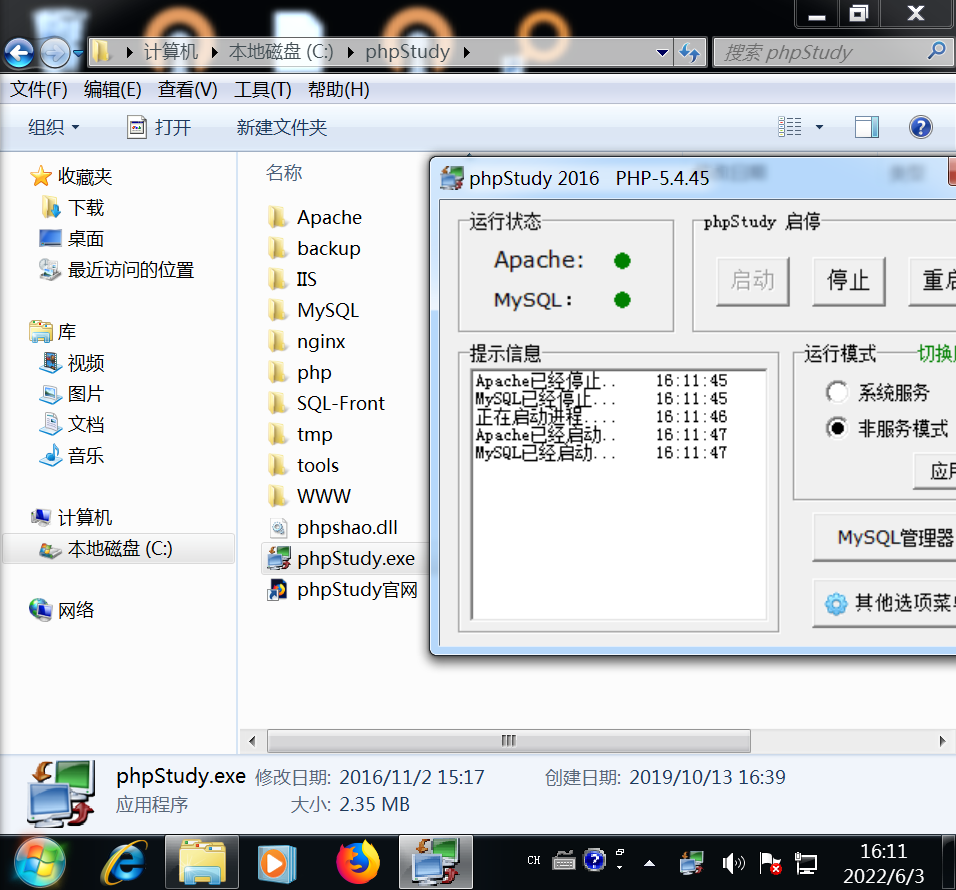 计算机 本地磁盘 (C:) phpStudy 搜索 phpStudy
文件(F) 编辑(E) 查看(V) 工具(T) 帮助(H)
组织 打开 新建文件夹
收藏夹
下载
桌面
最近访问的位置
库
视频
图片
文档
音乐
计算机
本地磁盘 (C:)
网络
名称
Apache
backup
IIS
MySQL
nginx
php
SQL-Front
tmp
tools
WWW
phpshao.dll
phpStudy.exe
phpStudy官网
phpStudy 2016 PHP-5.4.45
运行状态
Apache:
MySQL:
phpStudy 启停
启动 停止 重启
提示信息
Apache已经停止.. 16:11:45
MySQL已经停止... 16:11:45
正在启动进程.... 16:11:46
Apache已经启动.. 16:11:47
MySQL已经启动... 16:11:47
运行模式 切换
系统服务
非服务模式
应用
MySQL管理器
其他选项菜单
phpStudy.exe 修改日期: 2016/11/2 15:17 创建日期: 2019/10/13 16:39
应用程序 大小: 2.35 MB
CH
16:11
2022/6/3